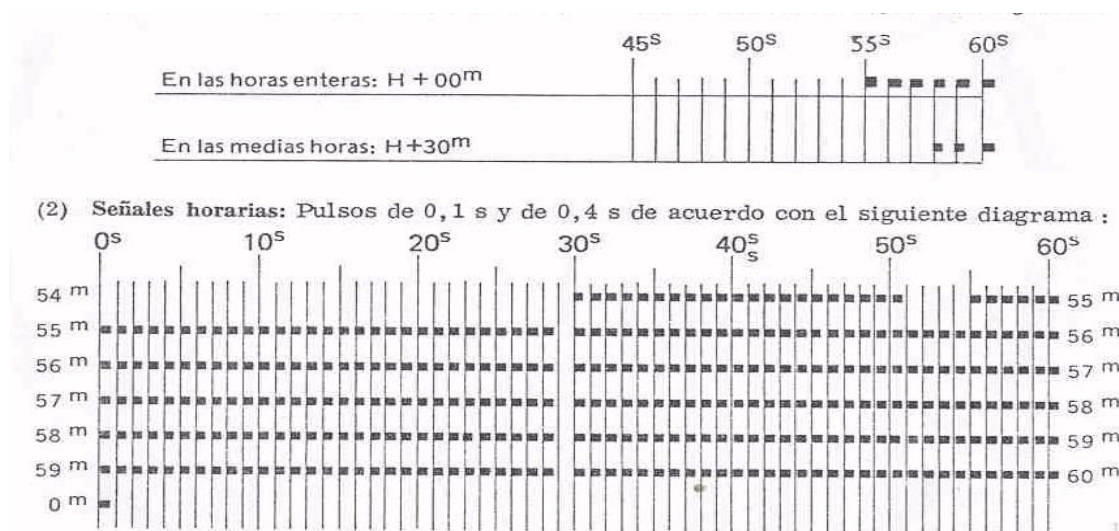 45s 50s 55s 60s
En las horas enteras: H + 00m
En las medias horas: H+30m
(2) Señales horarias: Pulsos de 0,1 s y de 0,4 s de acuerdo con el siguiente diagrama :
0s 10s 20s 30s 40s 50s 60s
s
54 m 55 m
55 m 56 m
56 m 57 m
57 m 58 m
58 m 59 m
59 m 60 m
0 m